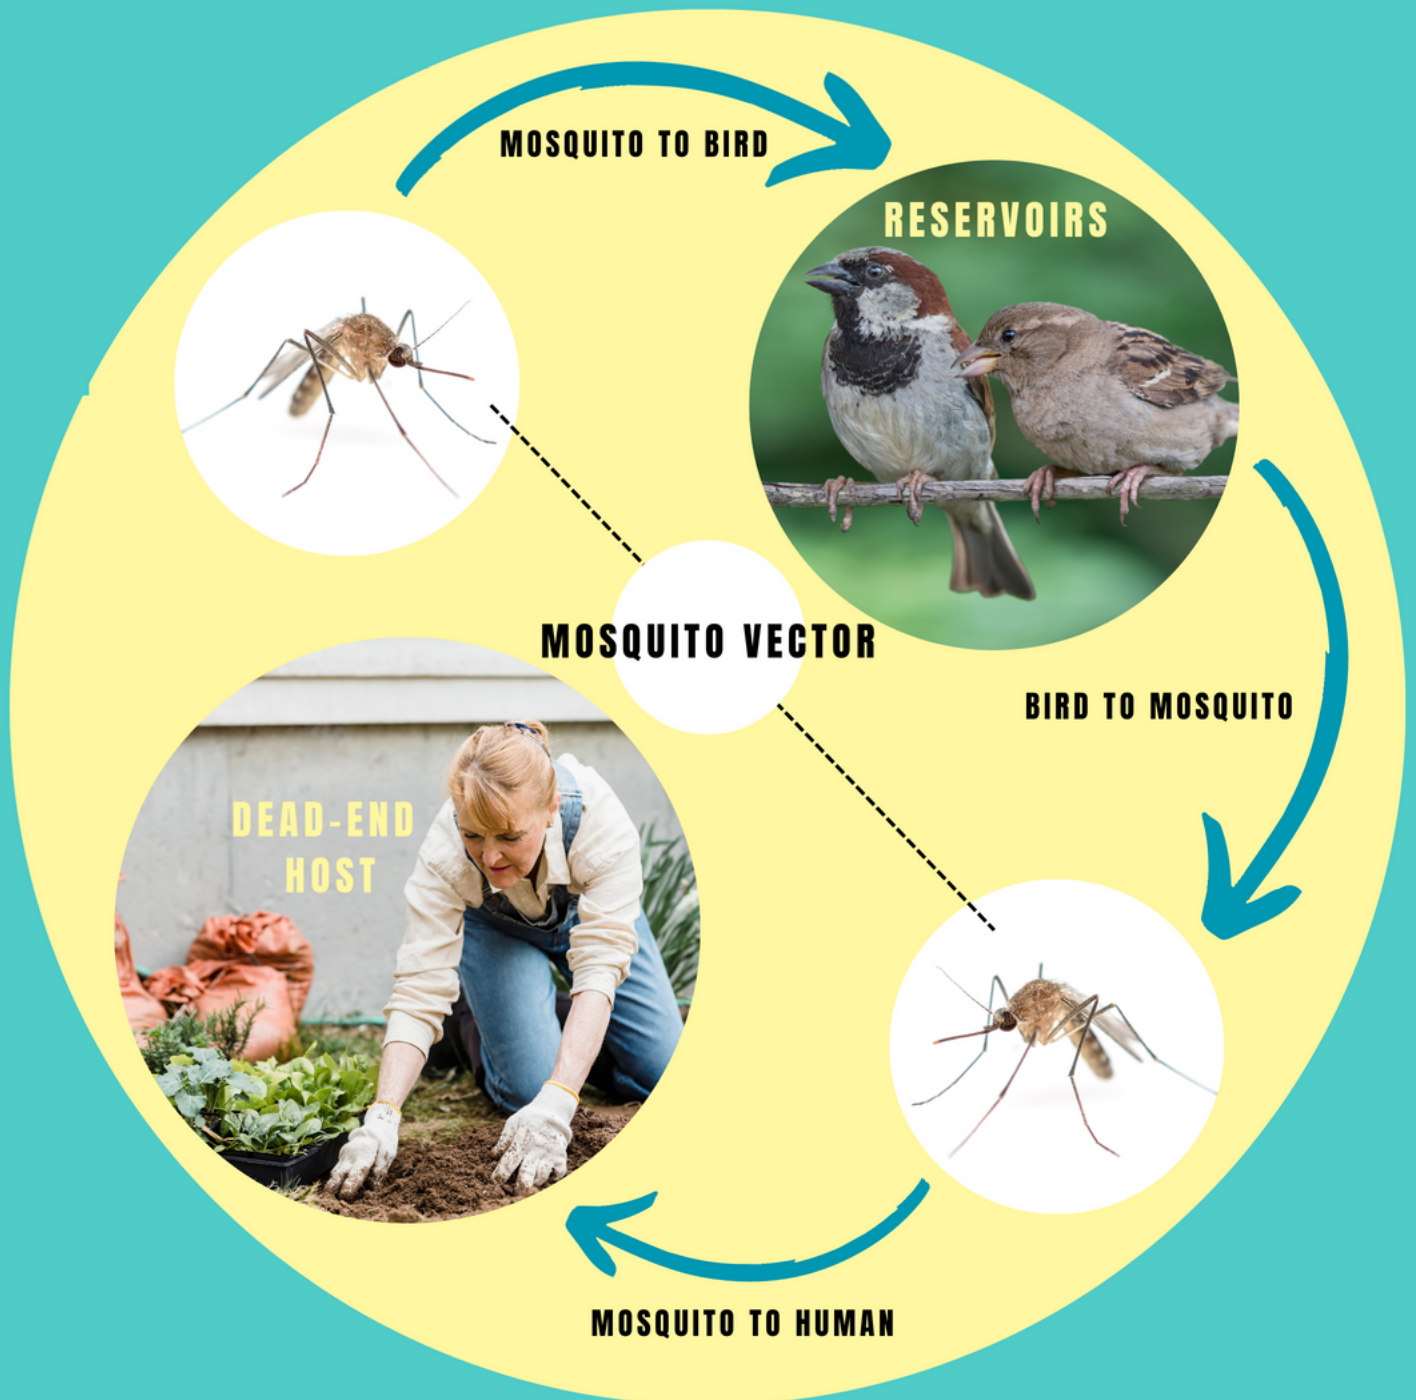 MOSQUITO TO BIRD
RESERVOIRS
MOSQUITO VECTOR
BIRD TO MOSQUITO
DEAD-END
HOST
MOSQUITO TO HUMAN